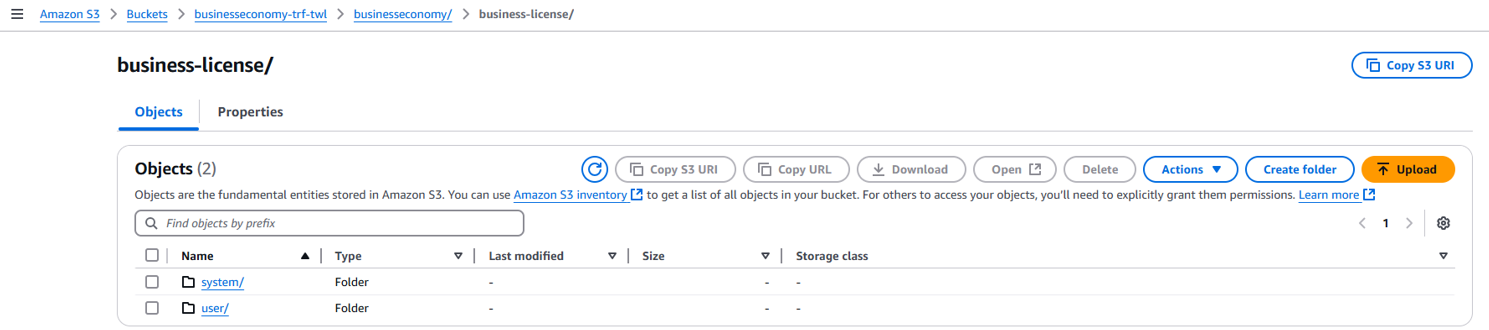 Amazon S3 > Buckets > businesseconomy-trf-twl > businesseconomy/ > business-license/
business-license/
Copy S3 URI
Objects Properties
Objects (2) Copy S3 URI Copy URL Download Open Delete Actions Create folder Upload
Objects are the fundamental entities stored in Amazon S3. You can use Amazon S3 inventory to get a list of all objects in your bucket. For others to access your objects, you'll need to explicitly grant them permissions. Learn more
Find objects by prefix 1
Name Type Last modified Size Storage class
system/ Folder - - -
user/ Folder - - -